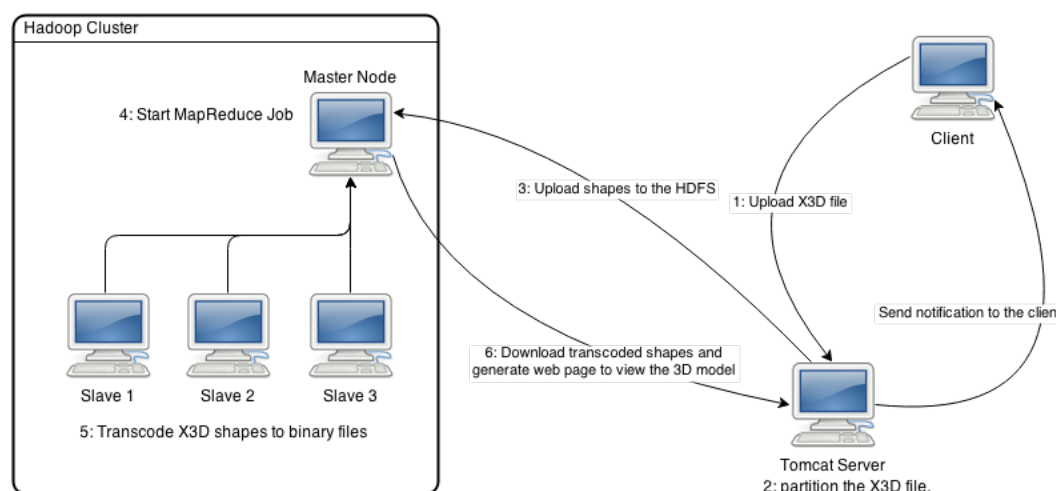 Hadoop Cluster
Master Node
4: Start MapReduce Job
Client
3: Upload shapes to the HDFS
1: Upload X3D file
Send notification to the clien
6: Download transcoded shapes and
generate web page to view the 3D model
Slave 1
Slave 2
Slave 3
5: Transcode X3D shapes to binary files
Tomcat Server
2: partition the X3D file.